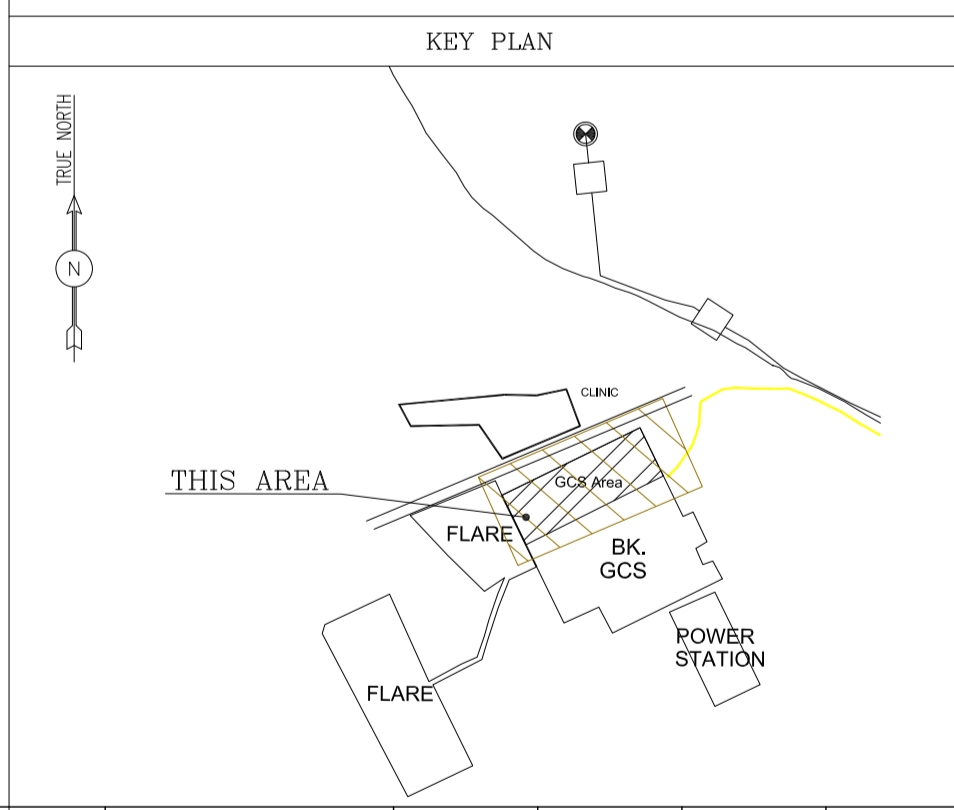 KEY PLAN
TRUE NORTH
N
CLINIC
THIS AREA
GCS Area
FLARE
BK.
GCS
POWER
STATION
FLARE